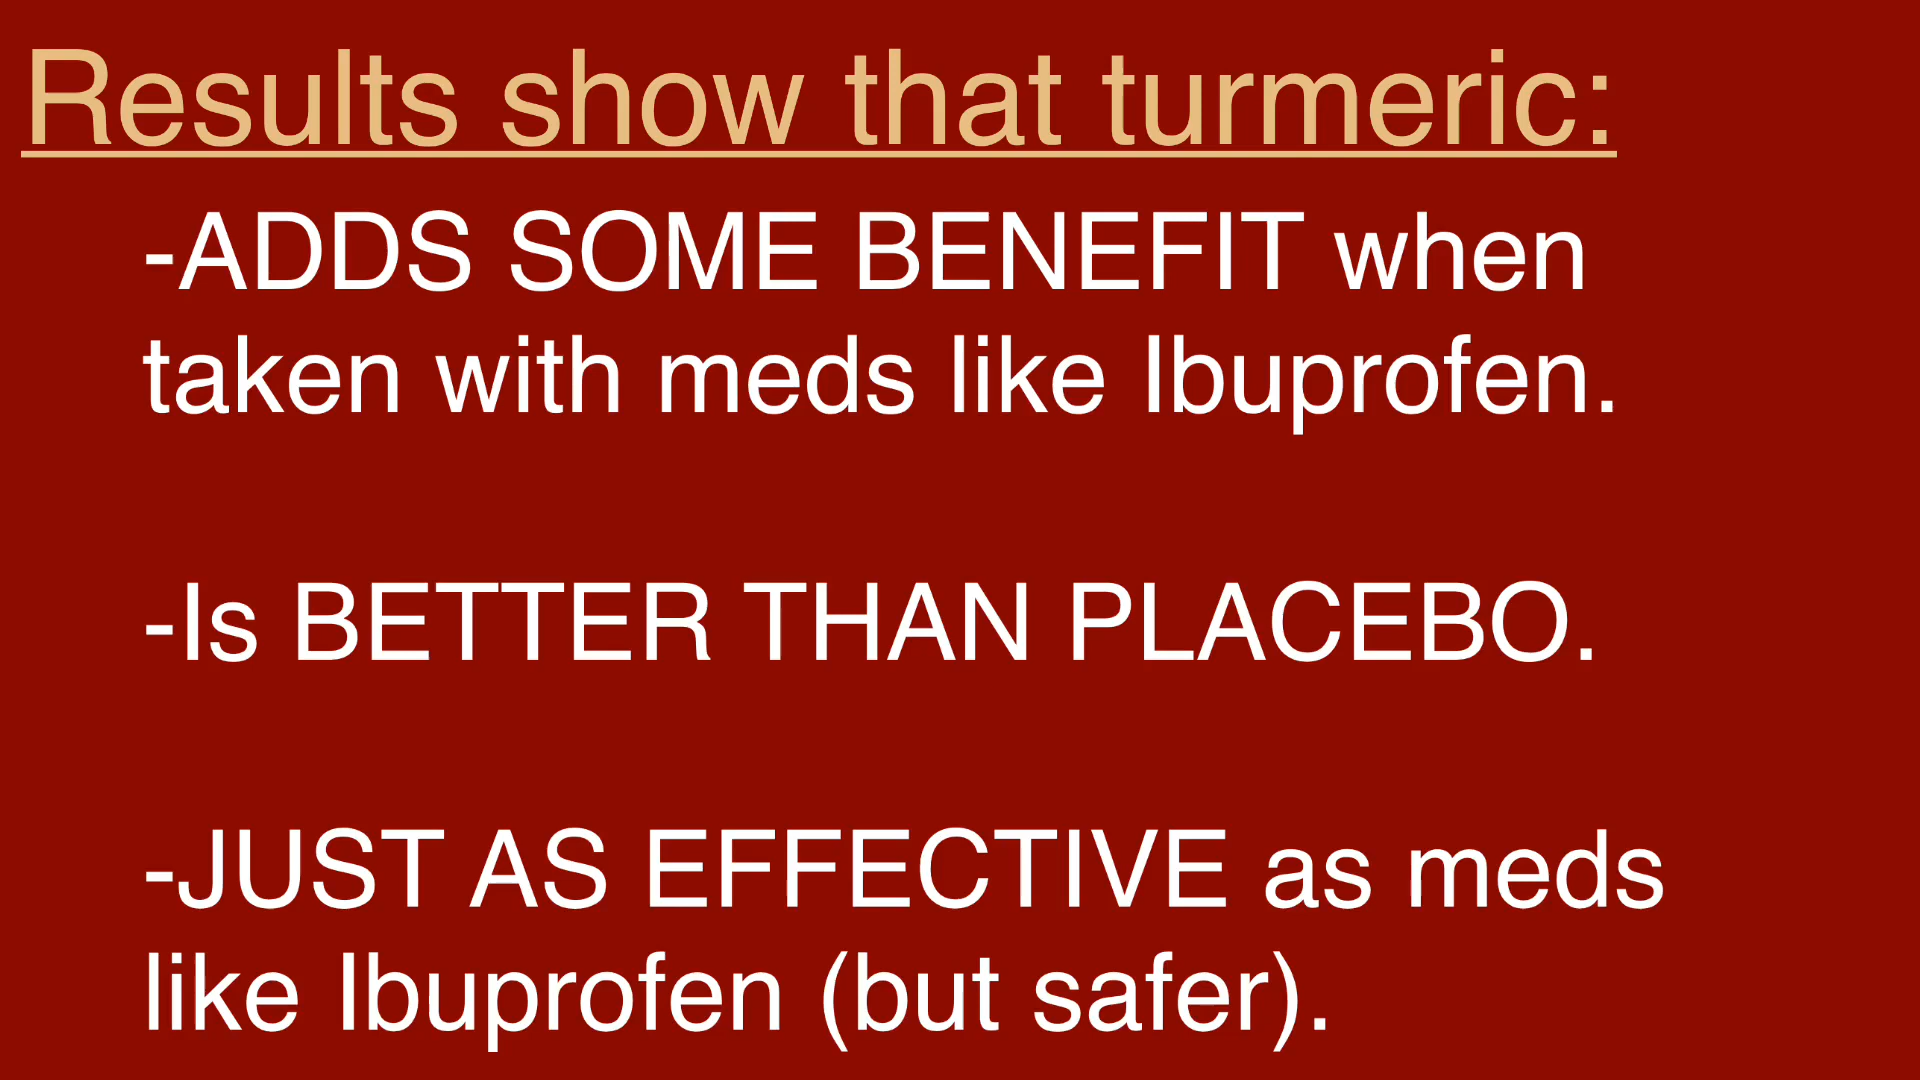 Results show that turmeric:
-ADDS SOME BENEFIT when
taken with meds like Ibuprofen.
-Is BETTER THAN PLACEBO.
-JUST AS EFFECTIVE as meds
like Ibuprofen (but safer).